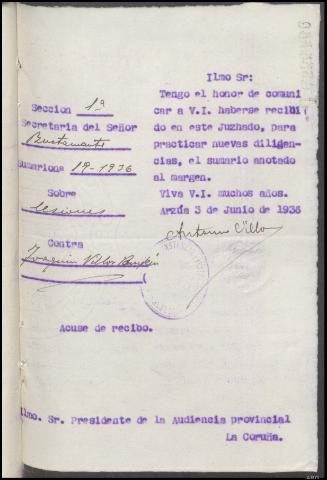 Seccion 1ª
Secretaria del Señor
Bustamante
Sumarione 19-1936
Sobre
lesiones
Contra
Joaquin
Acuse de recibo.
Ilmo Sr:
Tengo el honor de comuni
car a V.I. haberse recibi
do en este Juzhado, para
practicar nuevas diligen-
cias, el sumario anotado
al margen.
Viva V.I. muchos años.
Arzúa 3 de Junio de 1936
Ilmo. Sr. Presidente de la Audiencia provincial
La Coruña.